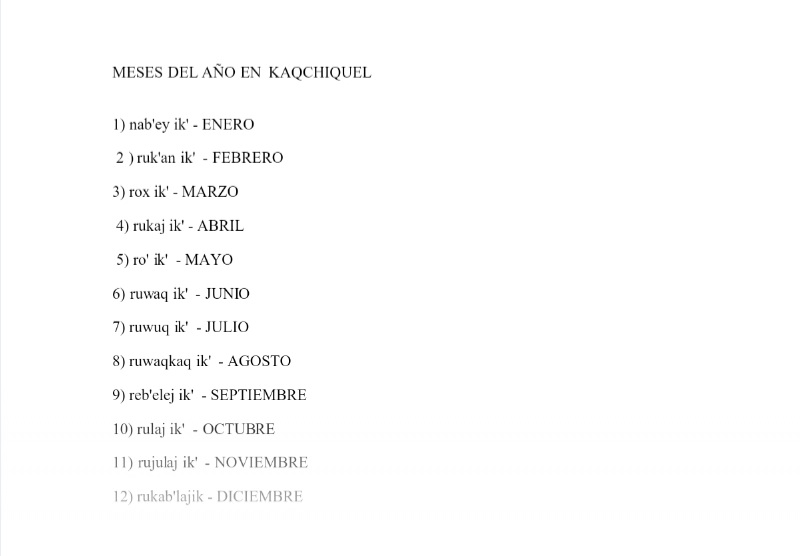 MESES DEL AÑO EN KAQCHIQUEL
1) nab'ey ik' - ENERO
2 ) ruk'an ik' - FEBRERO
3) rox ik' - MARZO
4) rukaj ik' - ABRIL
5) ro' ik' - MAYO
6) ruwaq ik' - JUNIO
7) ruwuq ik' - JULIO
8) ruwaqkaq ik' - AGOSTO
9) reb'elej ik' - SEPTIEMBRE
10) rulaj ik' - OCTUBRE
11) rujulaj ik' - NOVIEMBRE
12) rukab'lajik - DICIEMBRE